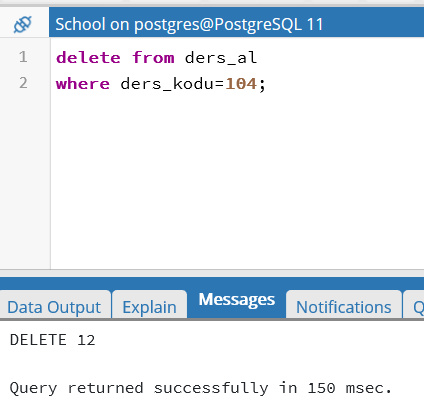 School on postgres@PostgreSQL 11
1 delete from ders_al
2 where ders_kodu=104;
Data Output Explain Messages Notifications Q
DELETE 12
Query returned successfully in 150 msec.